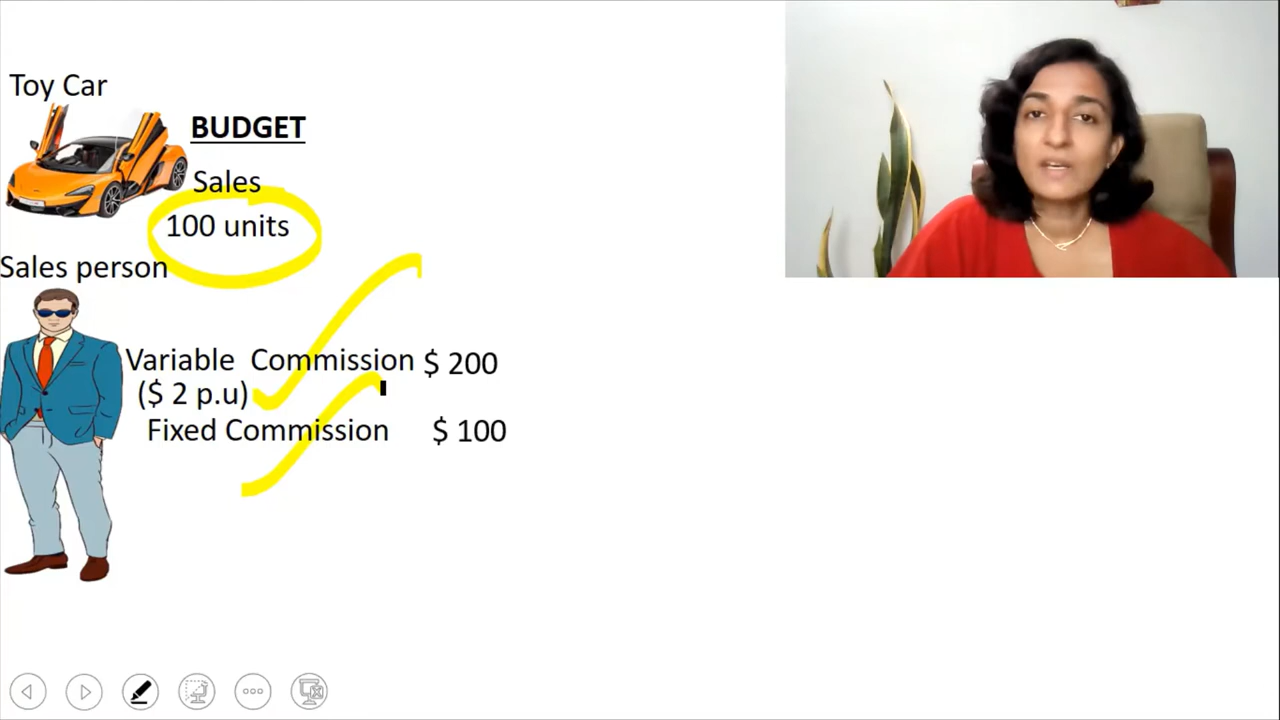 Toy Car
BUDGET
Sales
100 units
Sales person
Variable Commission $ 200
($ 2 p.u)
Fixed Commission $ 100